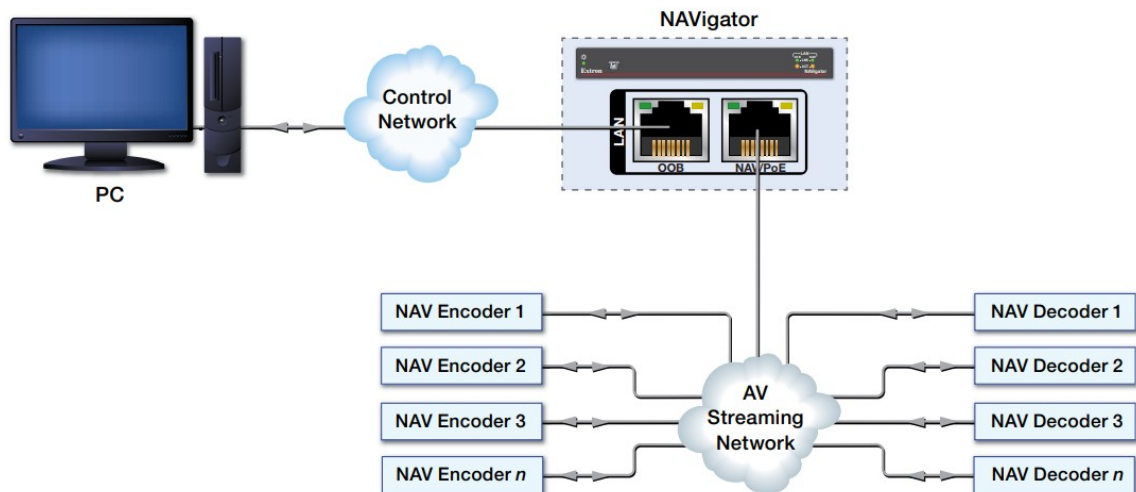 NAVigator
Extron
LAN
NAVigator
Control
Network
LAN
OOB
NAV/PoE
PC
NAV Encoder 1
NAV Decoder 1
NAV Encoder 2
NAV Decoder 2
AV
Streaming
Network
NAV Encoder 3
NAV Decoder 3
NAV Encoder n
NAV Decoder n